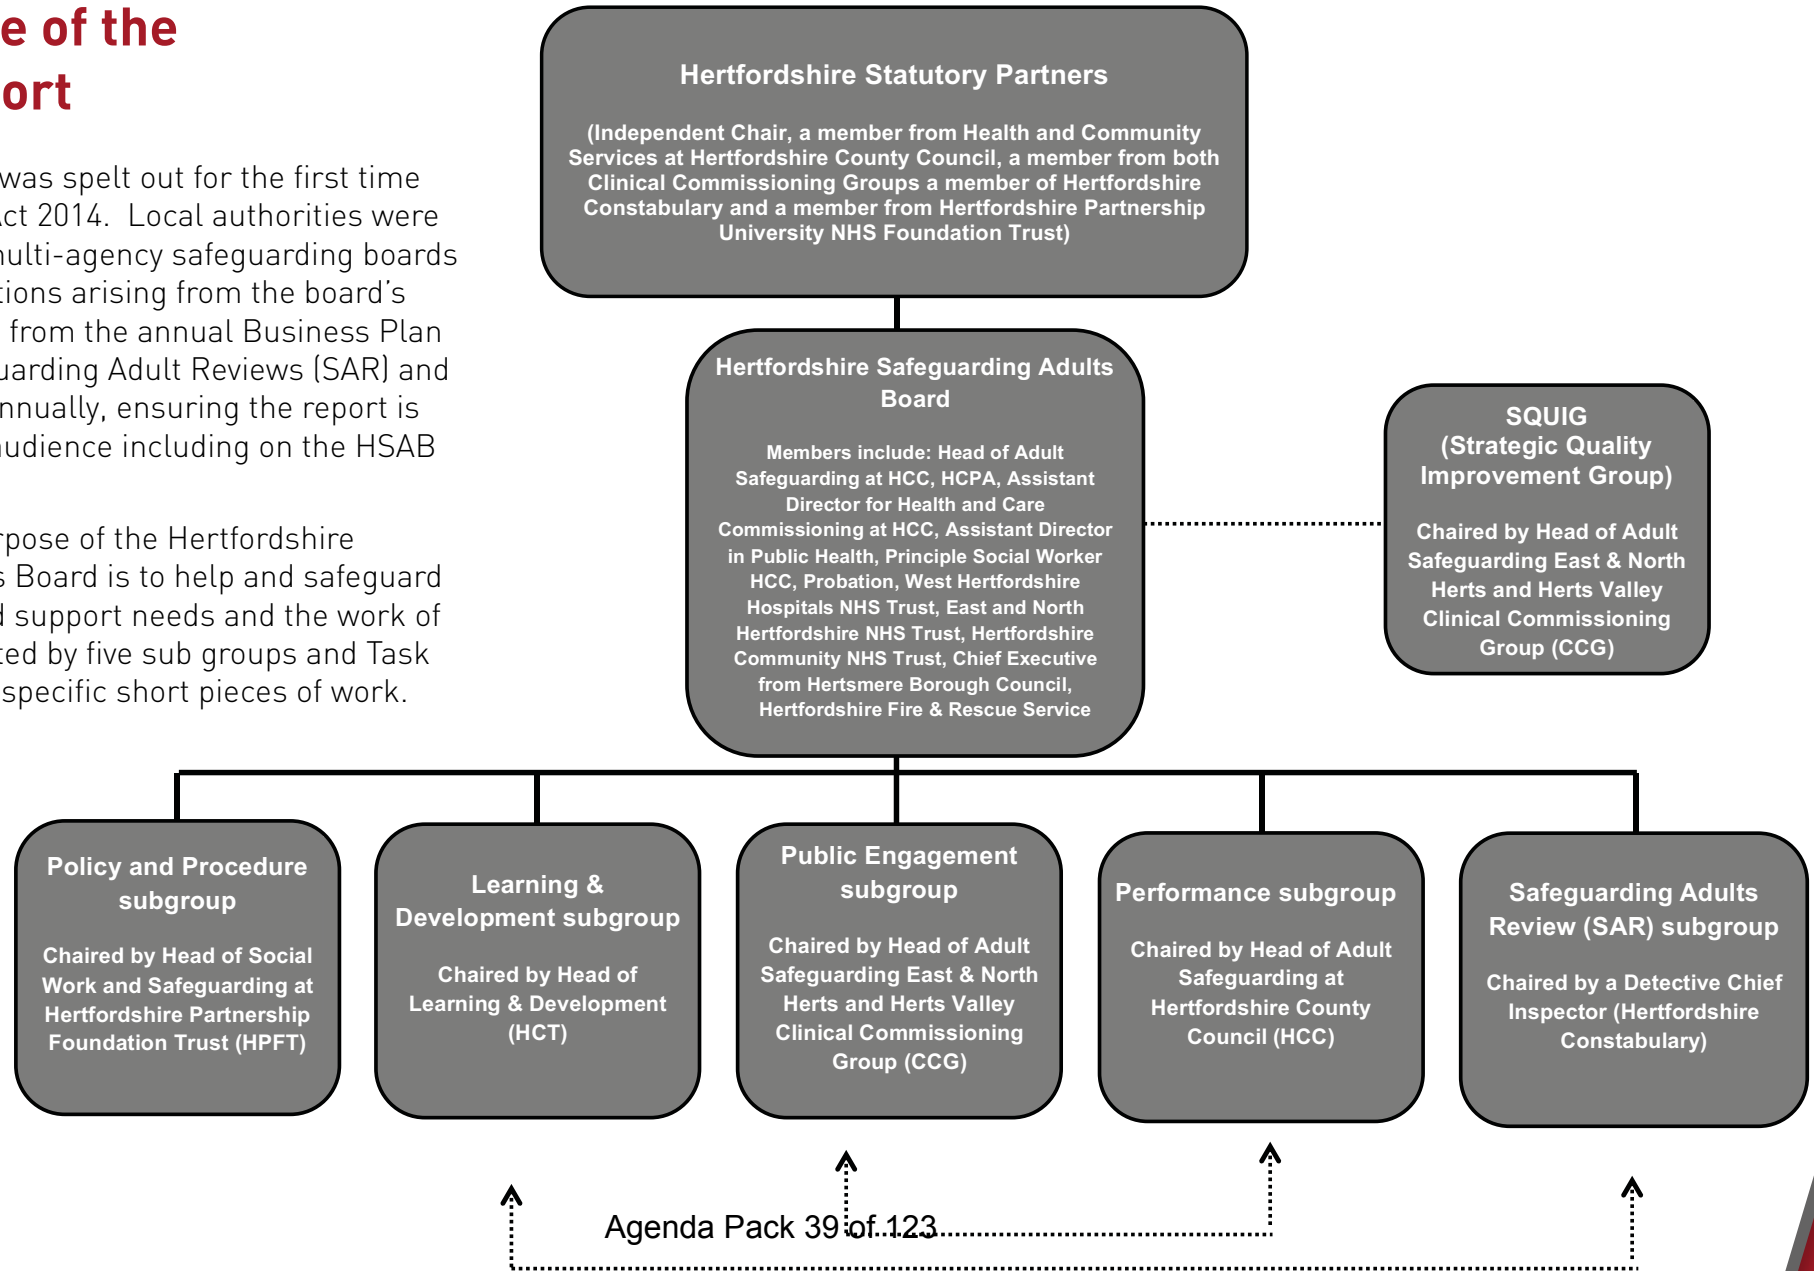 e of the
ort
was spelt out for the first time
Act 2014.  Local authorities were
multi-agency safeguarding boards
tions arising from the board's
from the annual Business Plan
uarding Adult Reviews (SAR) and
nnually, ensuring the report is
audience including on the HSAB
rpose of the Hertfordshire
s Board is to help and safeguard
d support needs and the work of
ted by five sub groups and Task
specific short pieces of work.
Hertfordshire Statutory Partners
(Independent Chair, a member from Health and Community
Services at Hertfordshire County Council, a member from both
Clinical Commissioning Groups a member of Hertfordshire
Constabulary and a member from Hertfordshire Partnership
University NHS Foundation Trust)
Hertfordshire Safeguarding Adults
Board
Members include: Head of Adult
Safeguarding at HCC, HCPA, Assistant
Director for Health and Care
Commissioning at HCC, Assistant Director
in Public Health, Principle Social Worker
HCC, Probation, West Hertfordshire
Hospitals NHS Trust, East and North
Hertfordshire NHS Trust, Hertfordshire
Community NHS Trust, Chief Executive
from Hertsmere Borough Council,
Hertfordshire Fire & Rescue Service
SQUIG
(Strategic Quality
Improvement Group)
Chaired by Head of Adult
Safeguarding East & North
Herts and Herts Valley
Clinical Commissioning
Group (CCG)
Policy and Procedure
subgroup
Chaired by Head of Social
Work and Safeguarding at
Hertfordshire Partnership
Foundation Trust (HPFT)
Learning &
Development subgroup
Chaired by Head of
Learning & Development
(HCT)
Public Engagement
subgroup
Chaired by Head of Adult
Safeguarding East & North
Herts and Herts Valley
Clinical Commissioning
Group (CCG)
Performance subgroup
Chaired by Head of Adult
Safeguarding at
Hertfordshire County
Council (HCC)
Safeguarding Adults
Review (SAR) subgroup
Chaired by a Detective Chief
Inspector (Hertfordshire
Constabulary)
Agenda Pack 39 of 123